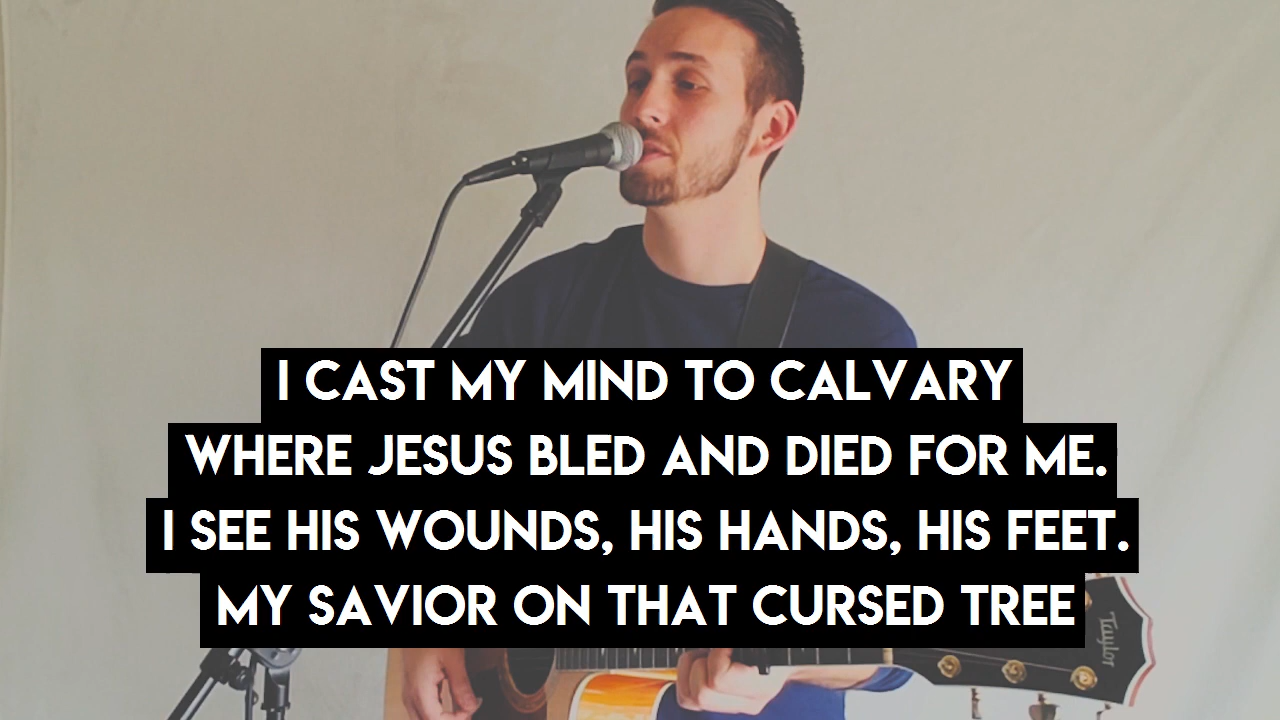 I CAST MY MIND TO CALVARY
WHERE JESUS BLED AND DIED FOR ME.
I SEE HIS WOUNDS, HIS HANDS, HIS FEET.
MY SAVIOR ON THAT CURSED TREE
Taylor